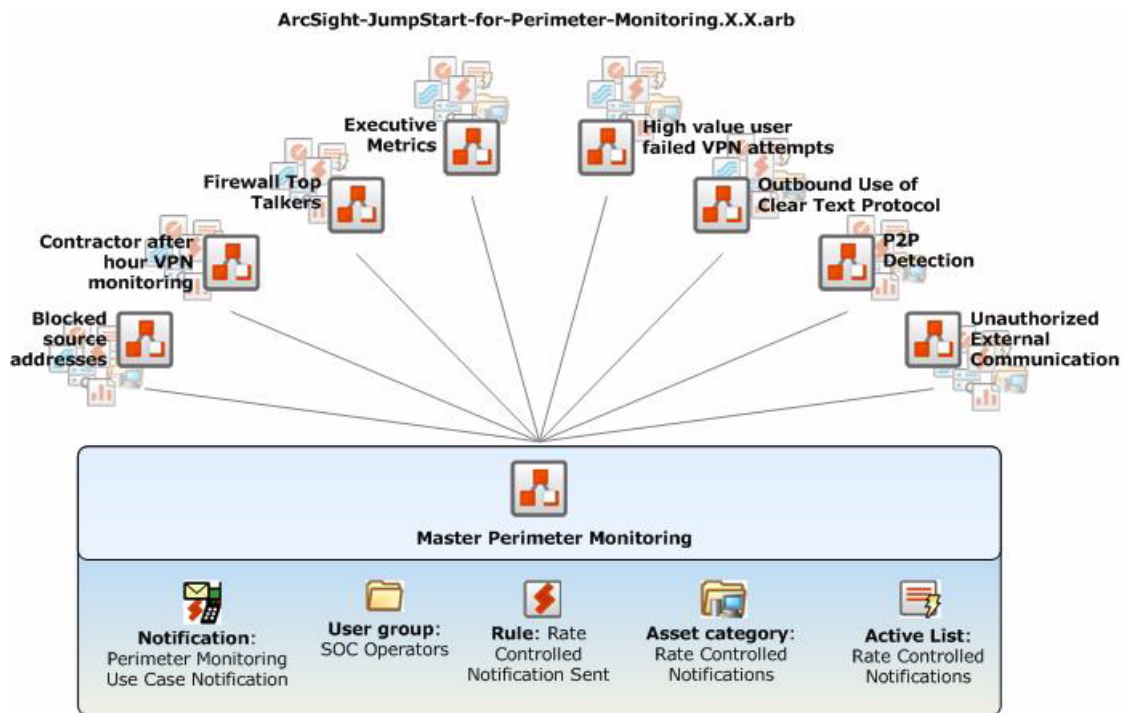 ArcSight-JumpStart-for-Perimeter-Monitoring.X.X.arb
Executive
Metrics
High value user
failed VPN attempts
Firewall Top
Talkers
Outbound Use of
Clear Text Protocol
Contractor after
hour VPN
monitoring
P2P
Detection
Blocked
source
addresses
Unauthorized
External
Communication
Master Perimeter Monitoring
Notification:
Perimeter Monitoring
Use Case Notification
User group:
SOC Operators
Rule: Rate
Controlled
Notification Sent
Asset category:
Rate Controlled
Notifications
Active List:
Rate Controlled
Notifications